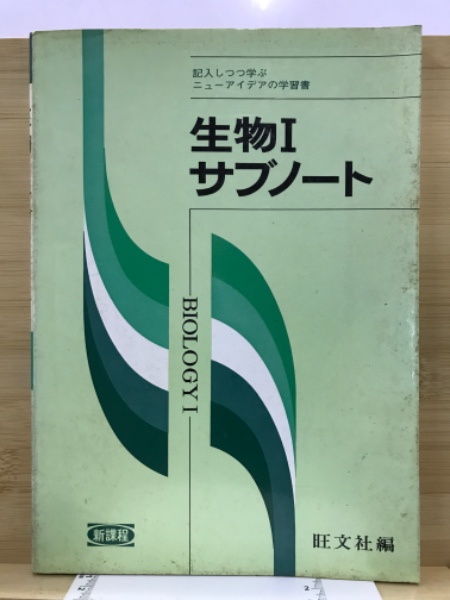 記入しつつ学ぶ
ニューアイデアの学習書
生物I
サブノート
BIOLOGY I
新課程
旺文社編
2